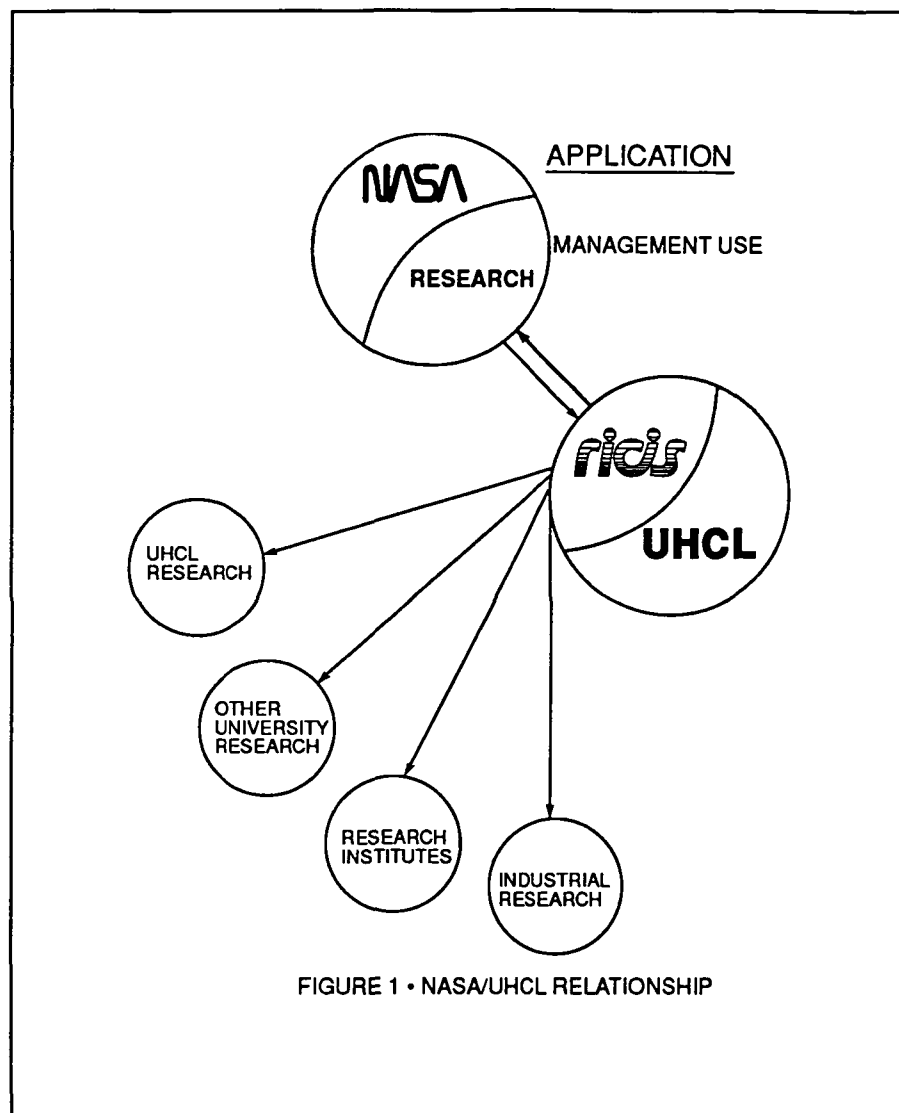 NASA
APPLICATION
MANAGEMENT USE
RESEARCH
ricis
UHCL
UHCL
RESEARCH
OTHER
UNIVERSITY
RESEARCH
RESEARCH
INSTITUTES
INDUSTRIAL
RESEARCH
FIGURE 1 • NASA/UHCL RELATIONSHIP